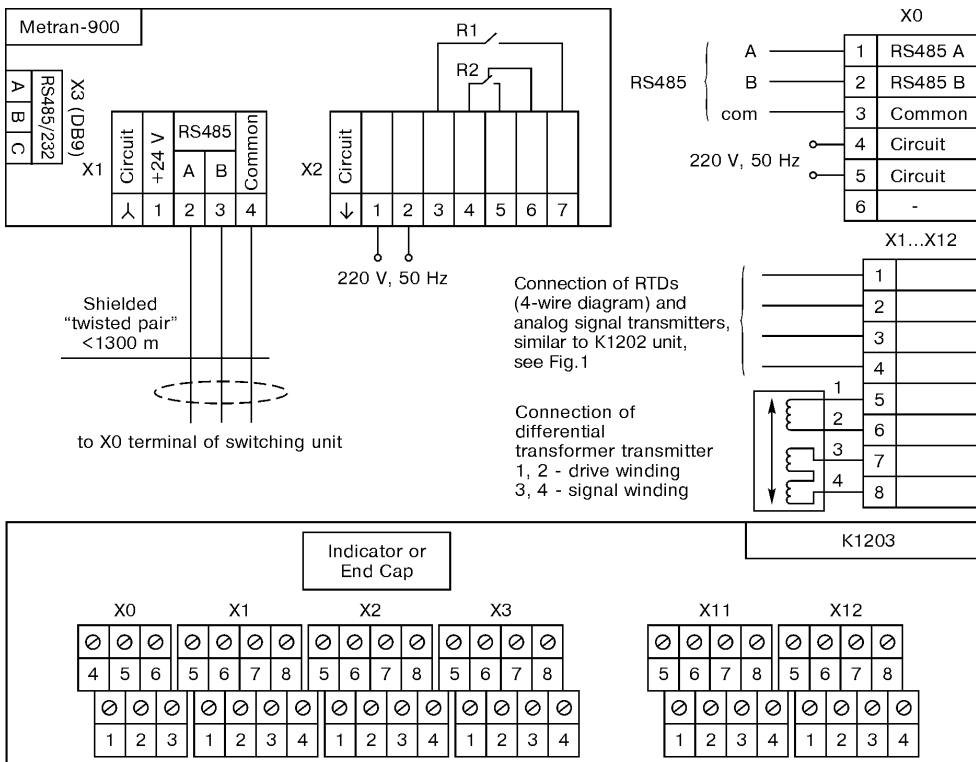 Metran-900
X3 (DB9)
RS485/232
A B C
X1
Circuit
+24 V
RS485
A B
Common
1 2 3 4
X2
Circuit
1 2 3 4 5 6 7
R1
R2
220 V, 50 Hz
Shielded
“twisted pair”
<1300 m
to X0 terminal of switching unit
X0
RS485
A
B
com
1 RS485 A
2 RS485 B
3 Common
220 V, 50 Hz
4 Circuit
5 Circuit
6 -
X1...X12
Connection of RTDs
(4-wire diagram) and
analog signal transmitters,
similar to K1202 unit,
see Fig.1
1
2
3
4
Connection of
differential
transformer transmitter
1, 2 - drive winding
3, 4 - signal winding
1 5
2 6
3 7
4 8
K1203
Indicator or
End Cap
X0 X1 X2 X3 X11 X12
4 5 6 5 6 7 8 5 6 7 8 5 6 7 8 5 6 7 8 5 6 7 8
1 2 3 1 2 3 4 1 2 3 4 1 2 3 4 1 2 3 4 1 2 3 4